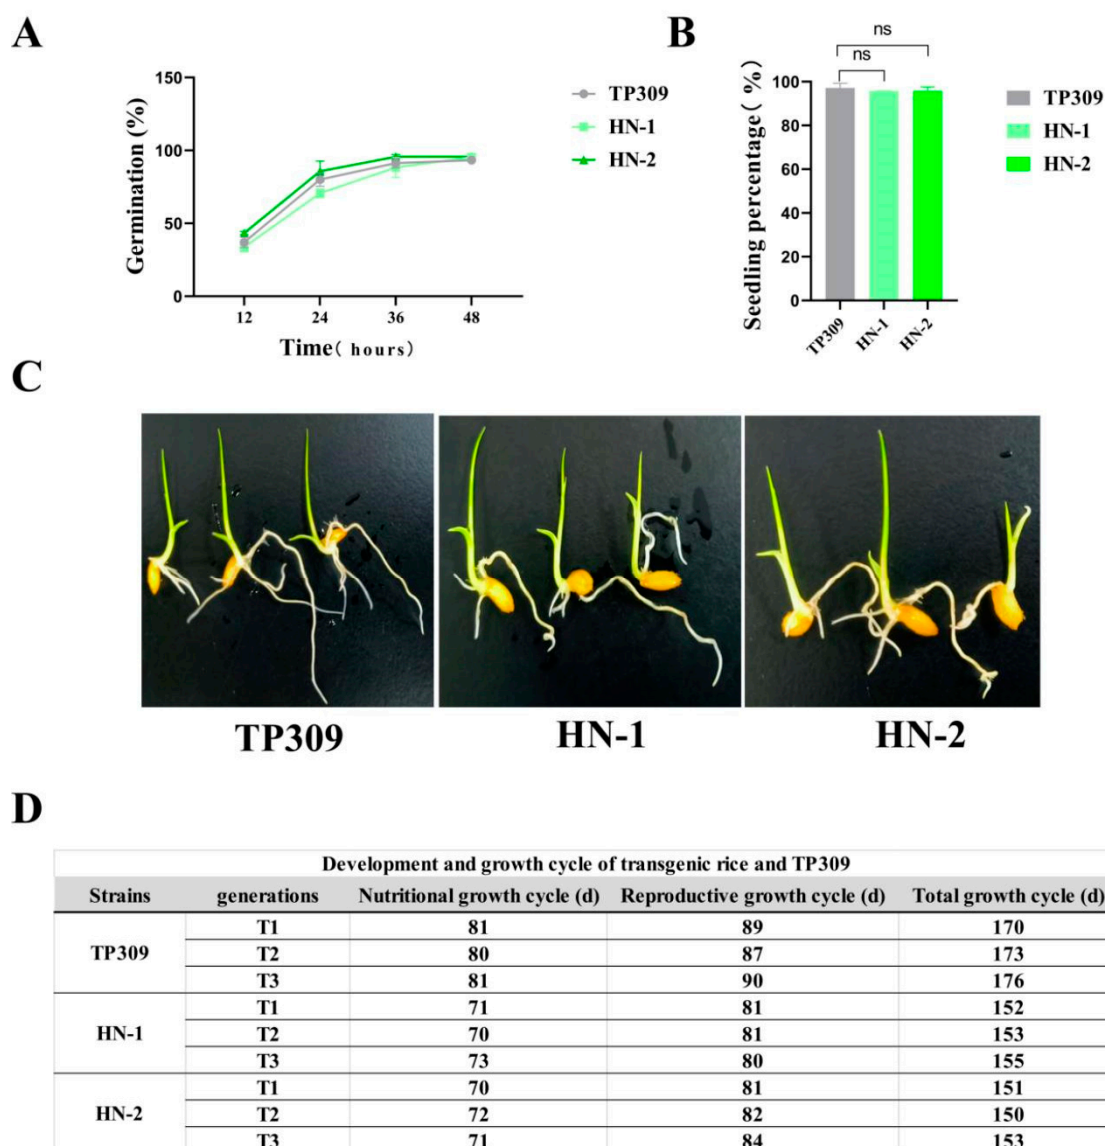 A
150
100
50
0
Germination (%)
12 24 36 48
Time( hours)
TP309
HN-1
HN-2
B
ns
ns
100
80
60
40
20
0
Seedling percentage( %)
TP309 HN-1 HN-2
TP309
HN-1
HN-2
C
TP309 HN-1 HN-2
D
Development and growth cycle of transgenic rice and TP309
Strains generations Nutritional growth cycle (d) Reproductive growth cycle (d) Total growth cycle (d)
TP309
T1 81 89 170
T2 80 87 173
T3 81 90 176
HN-1
T1 71 81 152
T2 70 81 153
T3 73 80 155
HN-2
T1 70 81 151
T2 72 82 150
T3 71 84 153